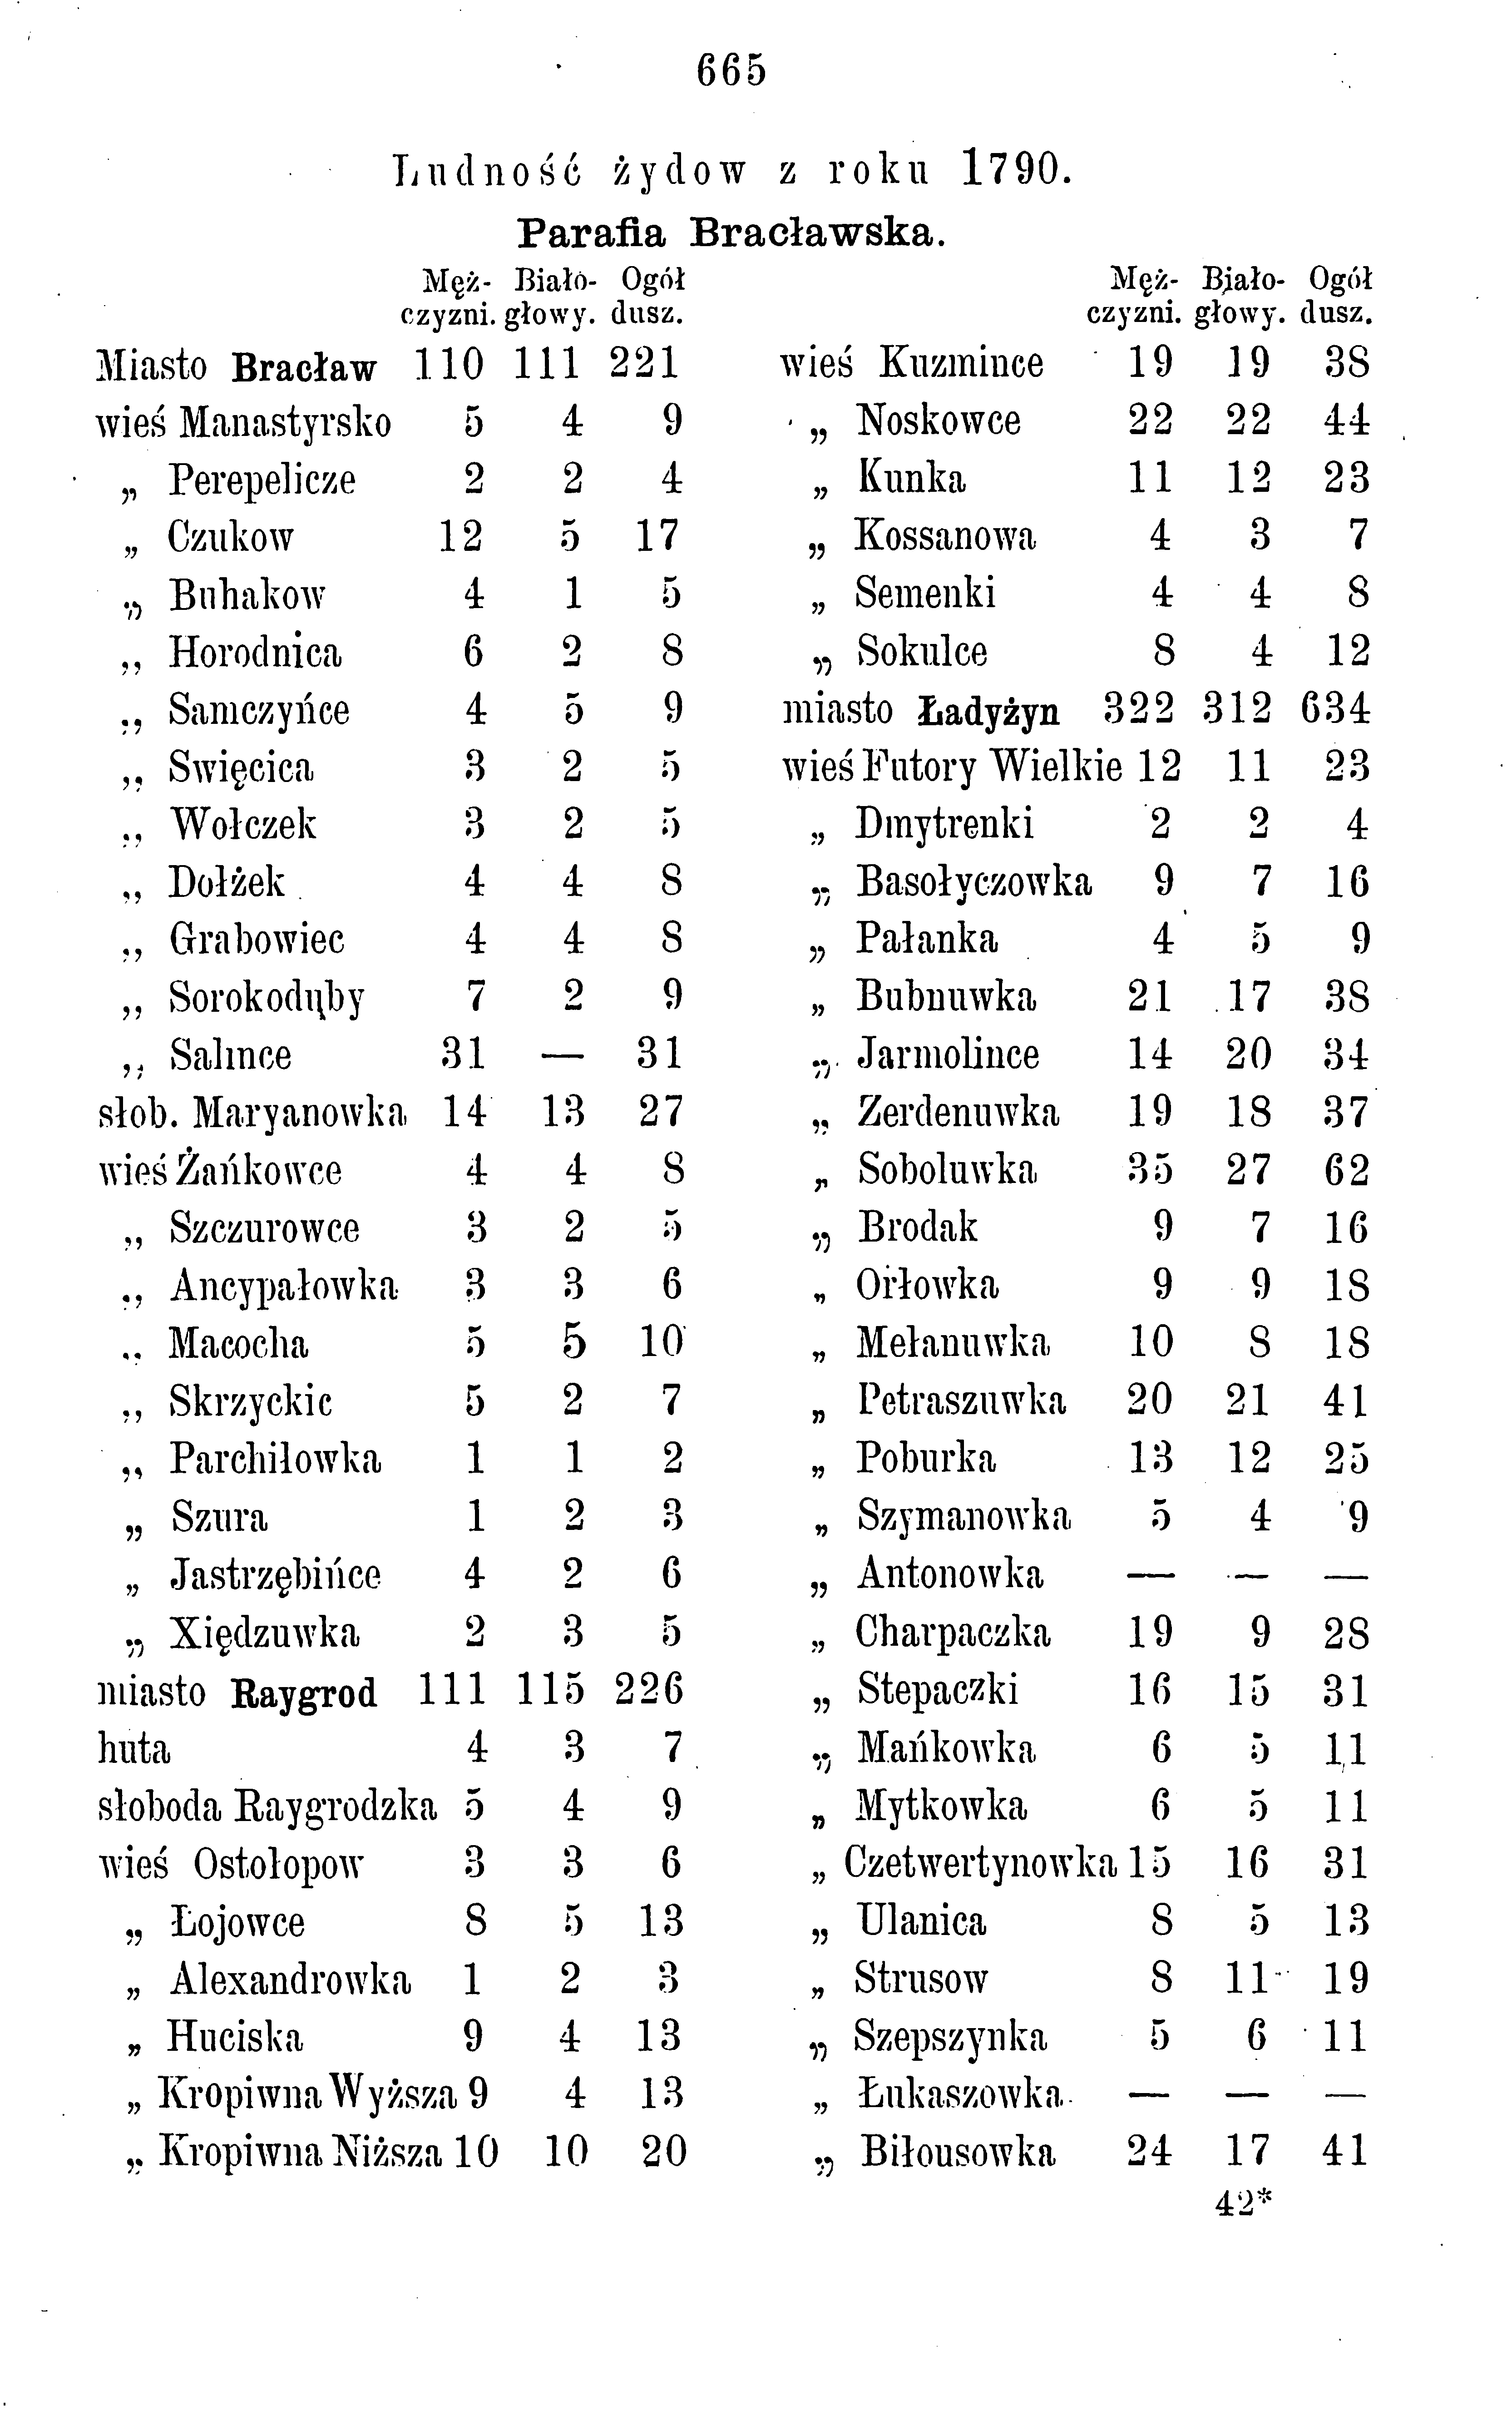 665
Ludność żydow z roku 1790.
Parafia Bracławska.
Męż- Biało- Ogół
czyzni. głowy. dusz.
Miasto Bracław 110 111 221
wieś Manastyrsko 5 4 9
„ Perepelicze 2 2 4
„ Czukow 12 5 17
„ Buhakow 4 1 5
,, Horodnica 6 2 8
,, Samczyńce 4 5 9
,, Swięcica 3 2 5
,, Wołczek 3 2 5
,, Dołżek 4 4 8
,, Grabowiec 4 4 8
,, Sorokodųby 7 2 9
,, Salince 31 — 31
słob. Maryanowka 14 13 27
wieś Żańkowce 4 4 8
,, Szczurowce 3 2 5
,, Ancypałowka 3 3 6
,, Macocha 5 5 10
,, Skrzyckie 5 2 7
,, Parchiłowka 1 1 2
„ Szura 1 2 3
„ Jastrzębińce 4 2 6
„ Xiędzuwka 2 3 5
miasto Raygrod 111 115 226
huta 4 3 7
słoboda Raygrodzka 5 4 9
wieś Ostołopow 3 3 6
„ Łojowce 8 5 13
„ Alexandrowka 1 2 3
„ Huciska 9 4 13
„ Kropiwna Wyższa 9 4 13
„ Kropiwna Niższa 10 10 20
Męż- Biało- Ogół
czyzni. głowy. dusz.
wieś Kuzmince 19 19 38
„ Noskowce 22 22 44
„ Kunka 11 12 23
„ Kossanowa 4 3 7
„ Semenki 4 4 8
„ Sokulce 8 4 12
miasto Ładyżyn 322 312 634
wieś Futory Wielkie 12 11 23
„ Dmytrenki 2 2 4
„ Basołyczowka 9 7 16
„ Pałanka 4 5 9
„ Bubnuwka 21 17 38
„ Jarmolince 14 20 34
„ Zerdenuwka 19 18 37
„ Soboluwka 35 27 62
„ Brodak 9 7 16
„ Orłowka 9 9 18
„ Mełanuwka 10 8 18
„ Petraszuwka 20 21 41
„ Poburka 13 12 25
„ Szymanowka 5 4 9
„ Antonowka — — —
„ Charpaczka 19 9 28
„ Stepaczki 16 15 31
„ Mańkowka 6 5 11
„ Mytkowka 6 5 11
„ Czetwertynowka 15 16 31
„ Ulanica 8 5 13
„ Strusow 8 11 19
„ Szepszynka 5 6 11
„ Łukaszowka — — —
„ Biłousowka 24 17 41
42*